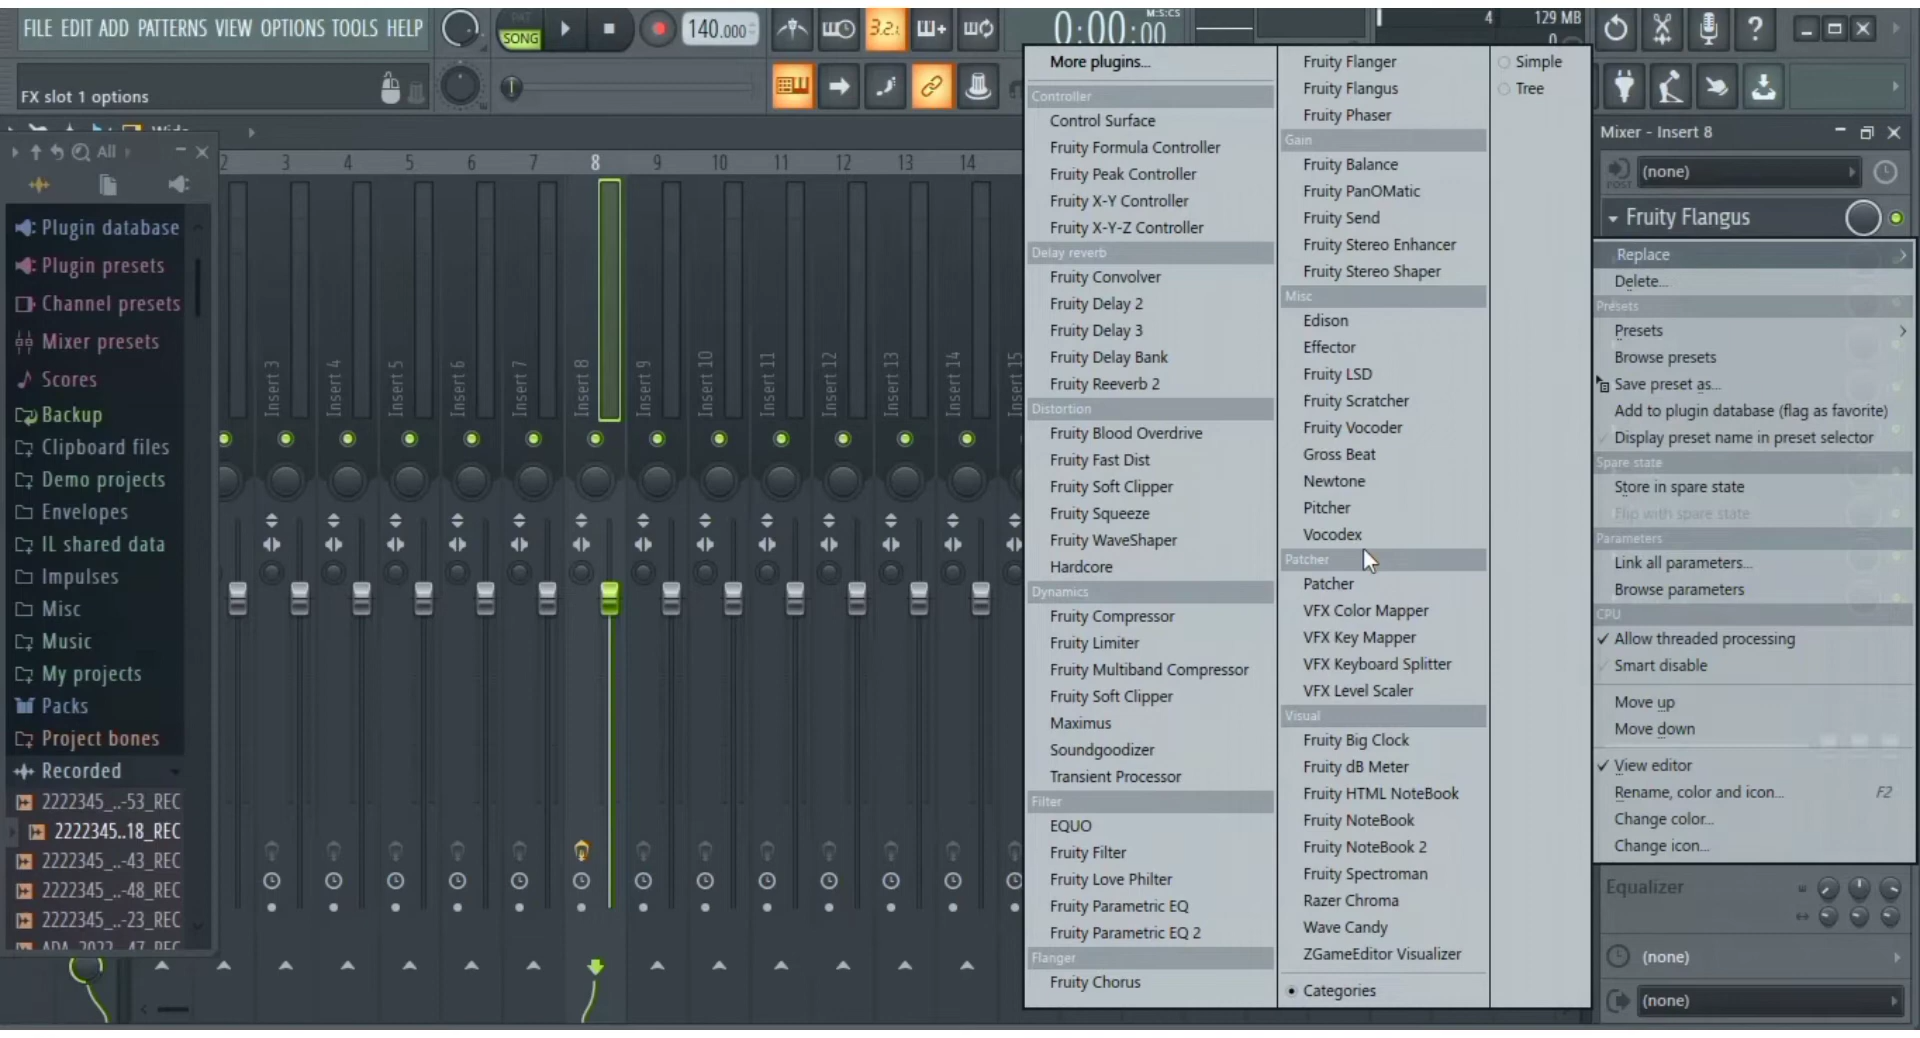 FILE EDIT ADD PATTERNS VIEW OPTIONS TOOLS HELP
PAT
SONG
140.000
3.2.
0:00:00
M:S:CS
4
129 MB
0
FX slot 1 options
All
Plugin database
Plugin presets
Channel presets
Mixer presets
Scores
Backup
Clipboard files
Demo projects
Envelopes
IL shared data
Impulses
Misc
Music
My projects
Packs
Project bones
Recorded
2222345_..-53_REC
2222345..18_REC
2222345_..-43_REC
2222345_..-48_REC
2222345_..-23_REC
2 3 4 5 6 7 8 9 10 11 12 13 14
Insert 3
Insert 4
Insert 5
Insert 6
Insert 7
Insert 8
Insert 9
Insert 10
Insert 11
Insert 12
Insert 13
Insert 14
Insert 15
More plugins...
Controller
Control Surface
Fruity Formula Controller
Fruity Peak Controller
Fruity X-Y Controller
Fruity X-Y-Z Controller
Delay reverb
Fruity Convolver
Fruity Delay 2
Fruity Delay 3
Fruity Delay Bank
Fruity Reeverb 2
Distortion
Fruity Blood Overdrive
Fruity Fast Dist
Fruity Soft Clipper
Fruity Squeeze
Fruity WaveShaper
Hardcore
Dynamics
Fruity Compressor
Fruity Limiter
Fruity Multiband Compressor
Fruity Soft Clipper
Maximus
Soundgoodizer
Transient Processor
Filter
EQUO
Fruity Filter
Fruity Love Philter
Fruity Parametric EQ
Fruity Parametric EQ 2
Flanger
Fruity Chorus
Fruity Flanger
Fruity Flangus
Fruity Phaser
Gain
Fruity Balance
Fruity PanOMatic
Fruity Send
Fruity Stereo Enhancer
Fruity Stereo Shaper
Misc
Edison
Effector
Fruity LSD
Fruity Scratcher
Fruity Vocoder
Gross Beat
Newtone
Pitcher
Vocodex
Patcher
Patcher
VFX Color Mapper
VFX Key Mapper
VFX Keyboard Splitter
VFX Level Scaler
Visual
Fruity Big Clock
Fruity dB Meter
Fruity HTML NoteBook
Fruity NoteBook
Fruity NoteBook 2
Fruity Spectroman
Razer Chroma
Wave Candy
ZGameEditor Visualizer
Categories
Simple
Tree
Mixer - Insert 8
POST
(none)
Fruity Flangus
Replace
Delete...
Presets
Presets
Browse presets
Save preset as...
Add to plugin database (flag as favorite)
Display preset name in preset selector
Spare state
Store in spare state
Flip with spare state
Parameters
Link all parameters...
Browse parameters
CPU
Allow threaded processing
Smart disable
Move up
Move down
View editor
Rename, color and icon... F2
Change color...
Change icon...
Equalizer
(none)
(none)